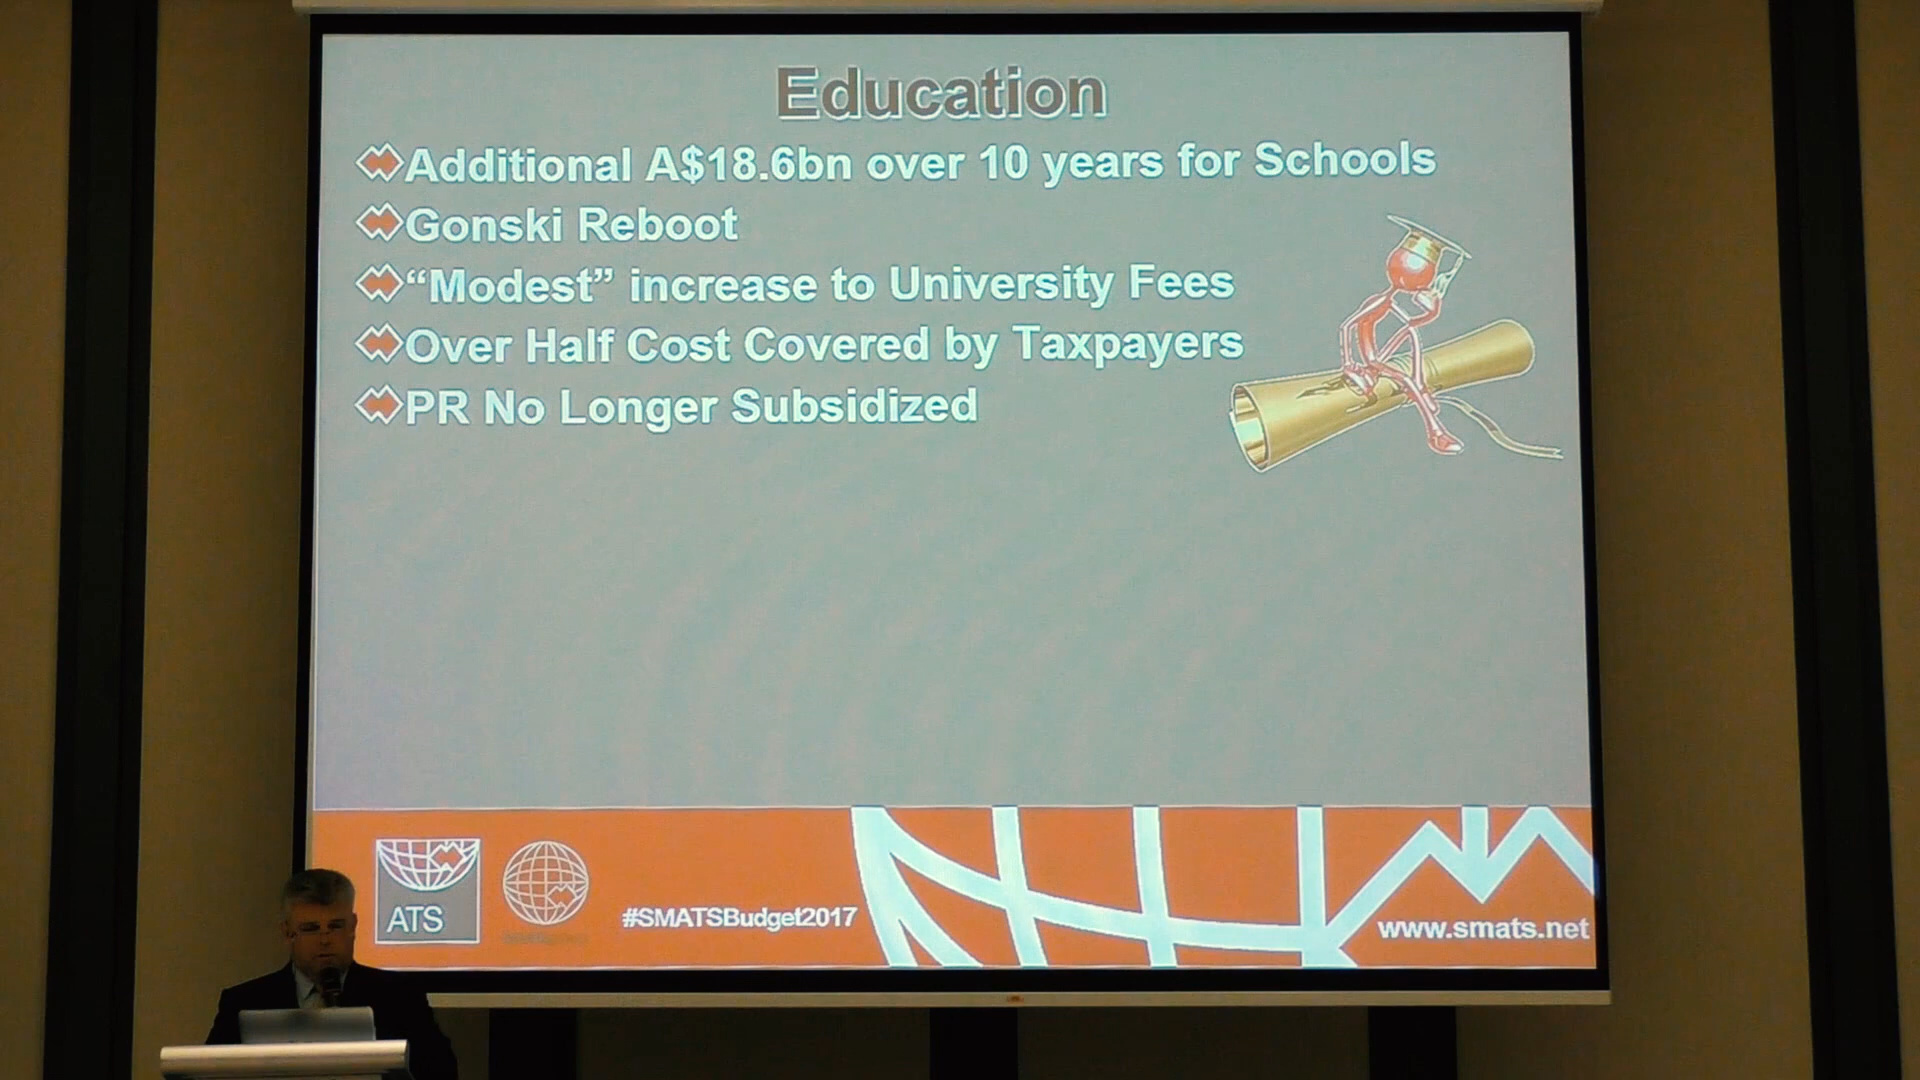 Education
Additional A$18.6bn over 10 years for Schools
Gonski Reboot
“Modest” increase to University Fees
Over Half Cost Covered by Taxpayers
PR No Longer Subsidized
ATS
#SMATSBudget2017
www.smats.net